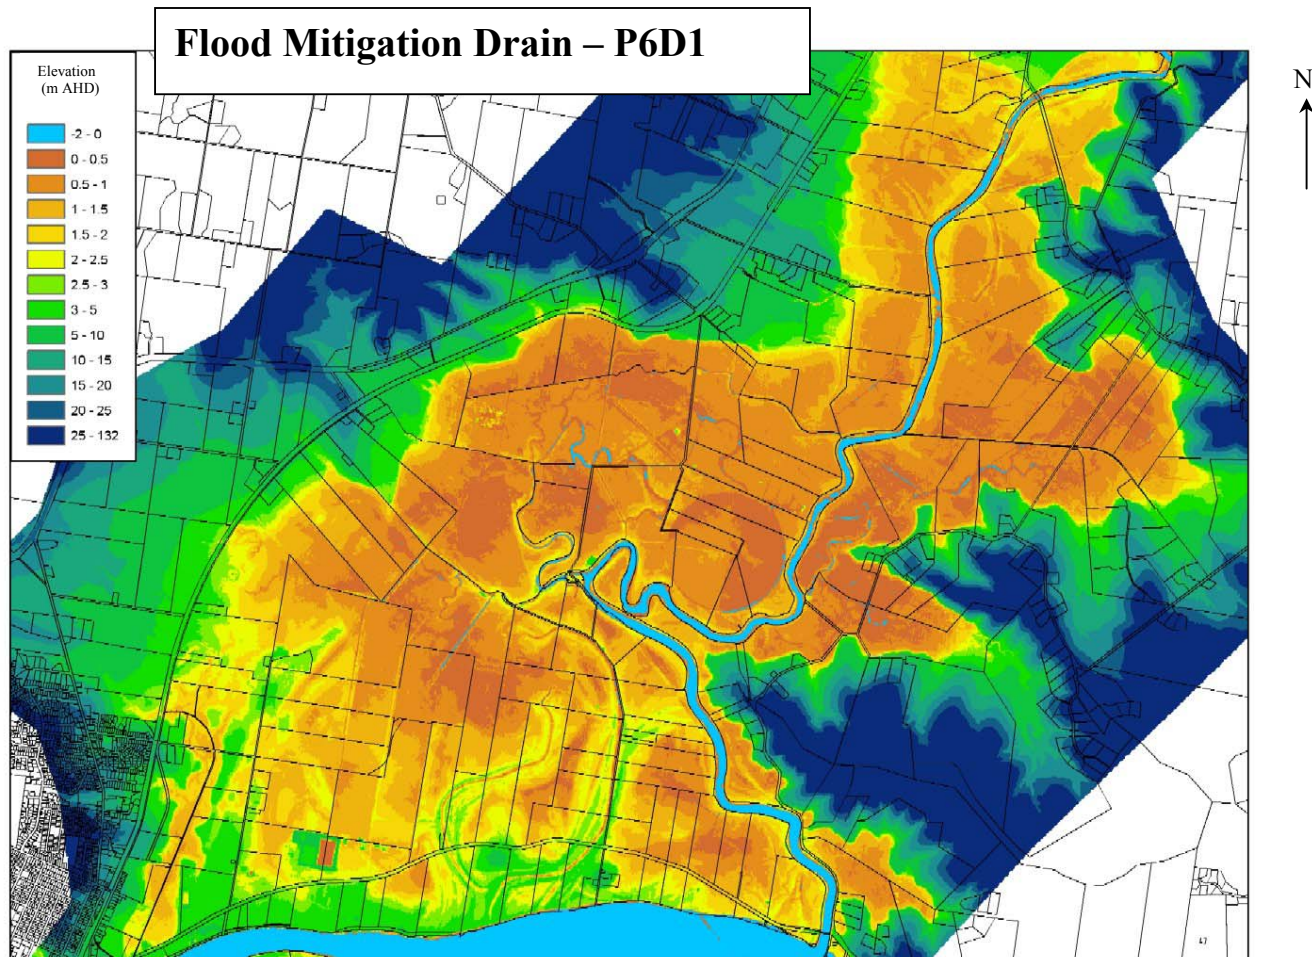 Flood Mitigation Drain – P6D1
N
Elevation
(m AHD)
-2 - 0
0 - 0.5
0.5 - 1
1 - 1.5
1.5 - 2
2 - 2.5
2.5 - 3
3 - 5
5 - 10
10 - 15
15 - 20
20 - 25
25 - 132
47